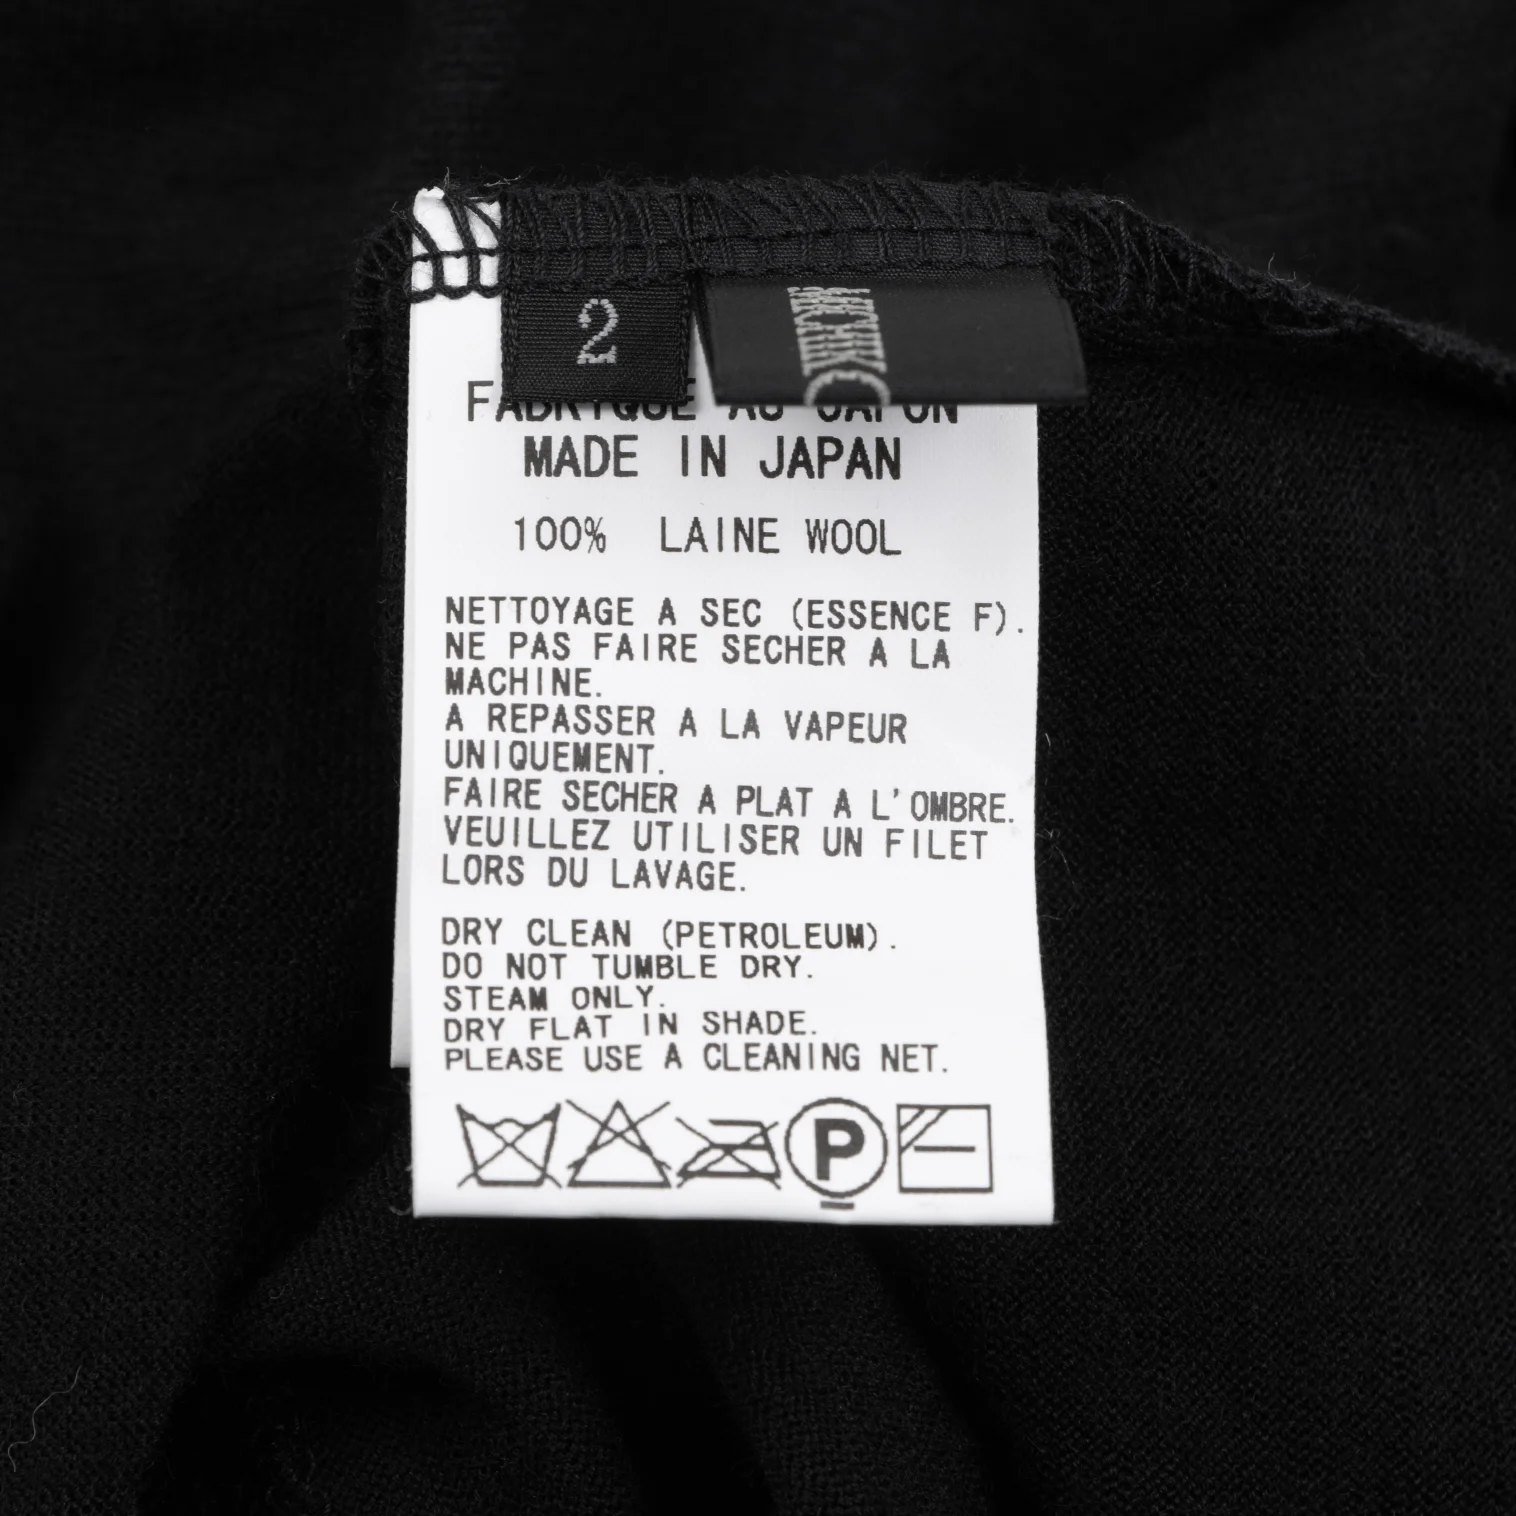 2
FABRIQUE AU JAPON
MADE IN JAPAN
100% LAINE WOOL
NETTOYAGE A SEC (ESSENCE F).
NE PAS FAIRE SECHER A LA
MACHINE.
A REPASSER A LA VAPEUR
UNIQUEMENT.
FAIRE SECHER A PLAT A L'OMBRE.
VEUILLEZ UTILISER UN FILET
LORS DU LAVAGE.
DRY CLEAN (PETROLEUM).
DO NOT TUMBLE DRY.
STEAM ONLY.
DRY FLAT IN SHADE.
PLEASE USE A CLEANING NET.
P